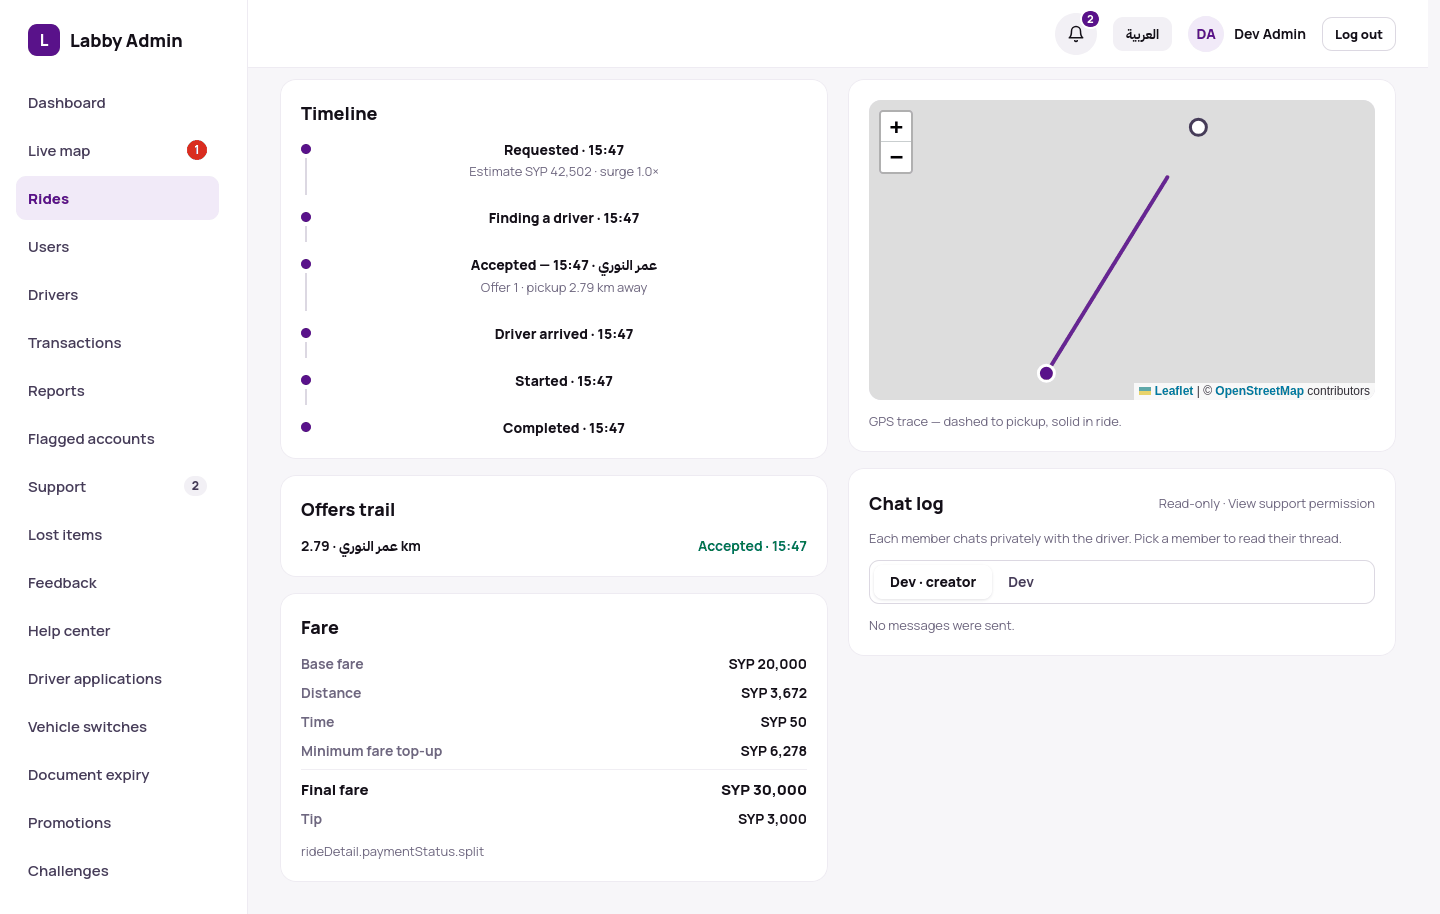 L Labby Admin
2
العربية
DA Dev Admin
Log out
Dashboard
Live map 1
Rides
Users
Drivers
Transactions
Reports
Flagged accounts
Support 2
Lost items
Feedback
Help center
Driver applications
Vehicle switches
Document expiry
Promotions
Challenges
Timeline
Requested · 15:47
Estimate SYP 42,502 · surge 1.0×
Finding a driver · 15:47
Accepted — عمر النوري · 15:47
Offer 1 · pickup 2.79 km away
Driver arrived · 15:47
Started · 15:47
Completed · 15:47
Offers trail
عمر النوري · 2.79 km
Accepted · 15:47
Fare
Base fare SYP 20,000
Distance SYP 3,672
Time SYP 50
Minimum fare top-up SYP 6,278
Final fare SYP 30,000
Tip SYP 3,000
rideDetail.paymentStatus.split
+
−
Leaflet | © OpenStreetMap contributors
GPS trace — dashed to pickup, solid in ride.
Chat log
Read-only · View support permission
Each member chats privately with the driver. Pick a member to read their thread.
Dev · creator Dev
No messages were sent.